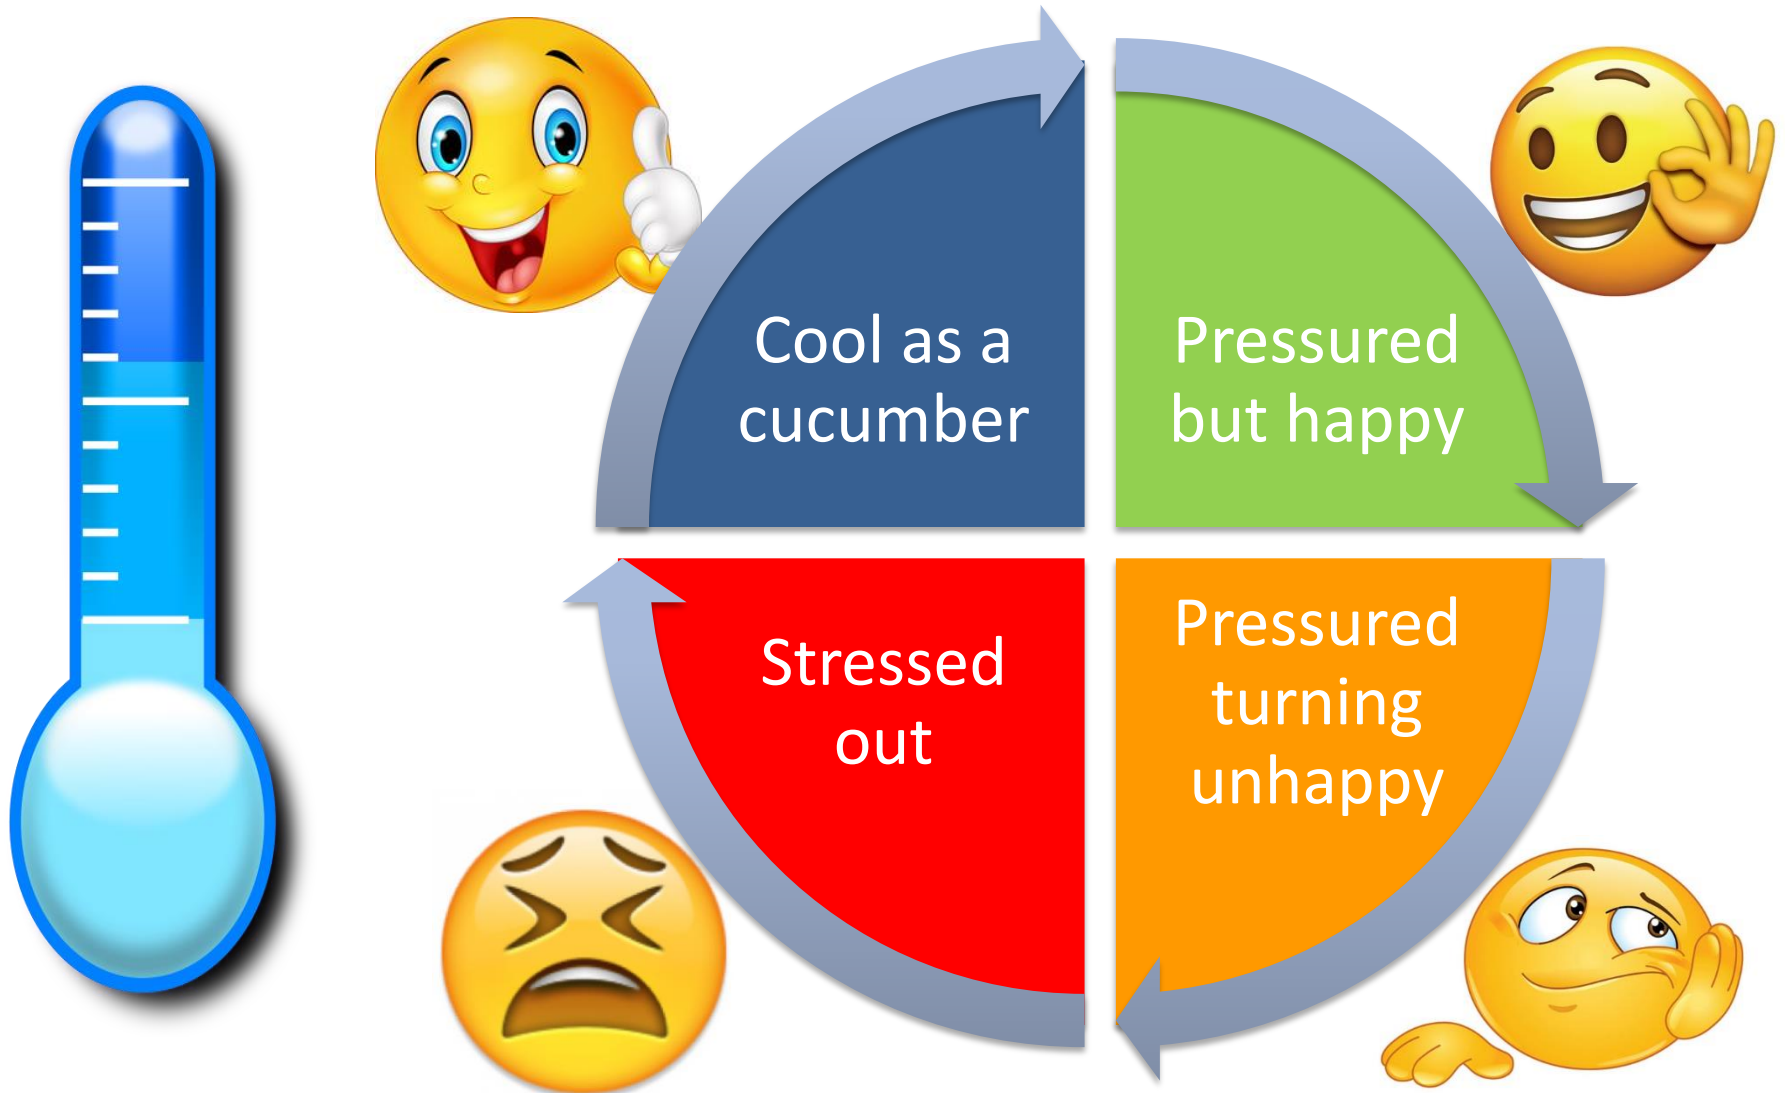 Cool as a
cucumber
Pressured
but happy
Stressed
out
Pressured
turning
unhappy